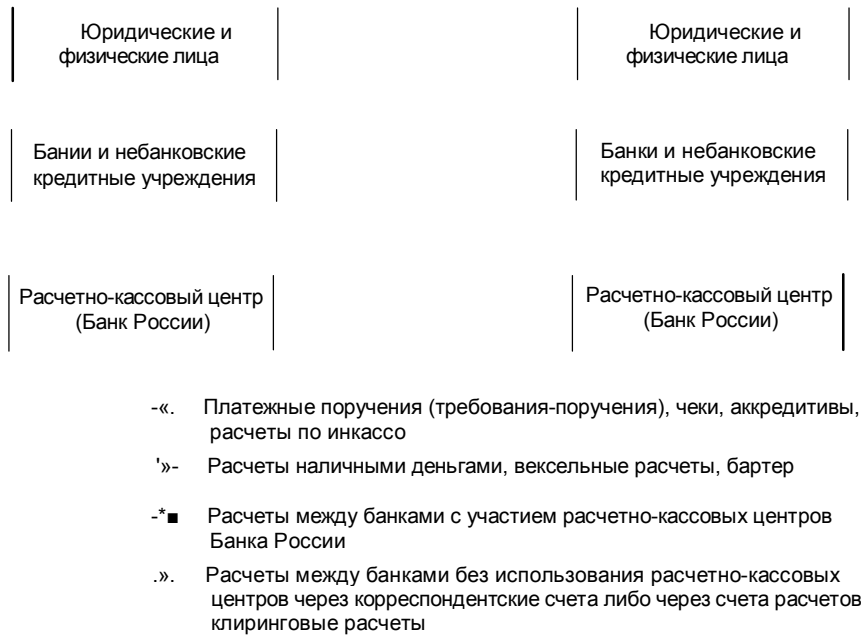 Юридические и
физические лица
Юридические и
физические лица
Бании и небанковские
кредитные учреждения
Банки и небанковские
кредитные учреждения
Расчетно-кассовый центр
(Банк России)
Расчетно-кассовый центр
(Банк России)
-«. Платежные поручения (требования-поручения), чеки, аккредитивы,
расчеты по инкассо
'»- Расчеты наличными деньгами, вексельные расчеты, бартер
-*■ Расчеты между банками с участием расчетно-кассовых центров
Банка России
.». Расчеты между банками без использования расчетно-кассовых
центров через корреспондентские счета либо через счета расчетов
клиринговые расчеты